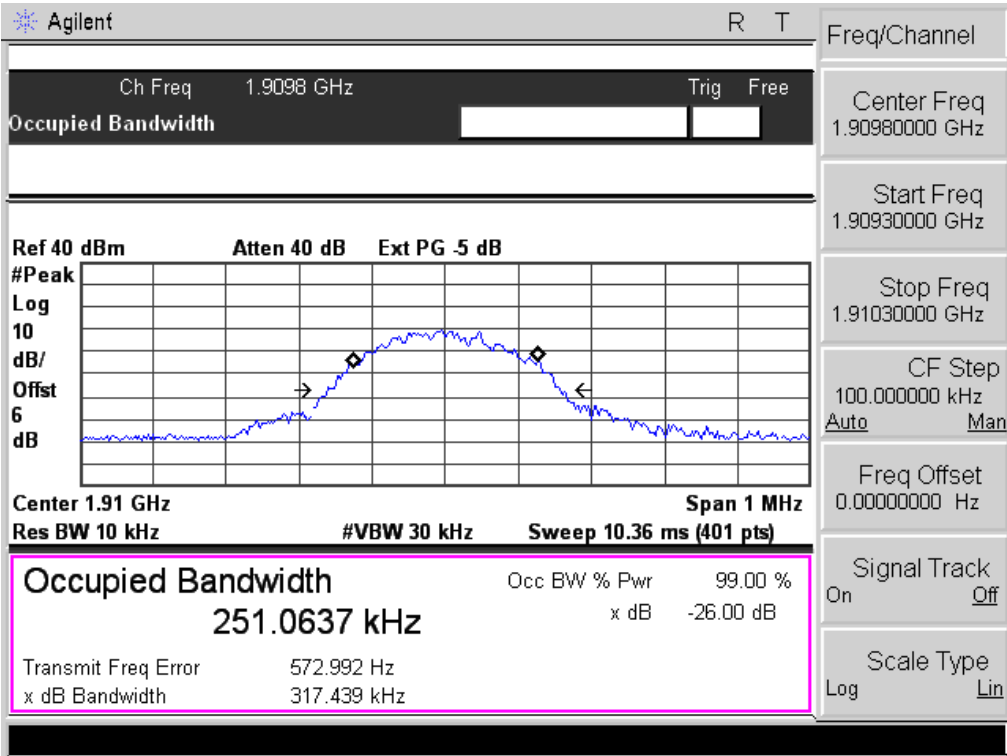 Agilent R T
Ch Freq 1.9098 GHz Trig Free
Occupied Bandwidth
Ref 40 dBm Atten 40 dB Ext PG -5 dB
#Peak
Log
10
dB/
Offst
6
dB
Center 1.91 GHz Span 1 MHz
Res BW 10 kHz #VBW 30 kHz Sweep 10.36 ms (401 pts)
Occupied Bandwidth Occ BW % Pwr 99.00 %
251.0637 kHz x dB -26.00 dB
Transmit Freq Error 572.992 Hz
x dB Bandwidth 317.439 kHz
Freq/Channel
Center Freq
1.90980000 GHz
Start Freq
1.90930000 GHz
Stop Freq
1.91030000 GHz
CF Step
100.000000 kHz
Auto Man
Freq Offset
0.00000000 Hz
Signal Track
On Off
Scale Type
Log Lin